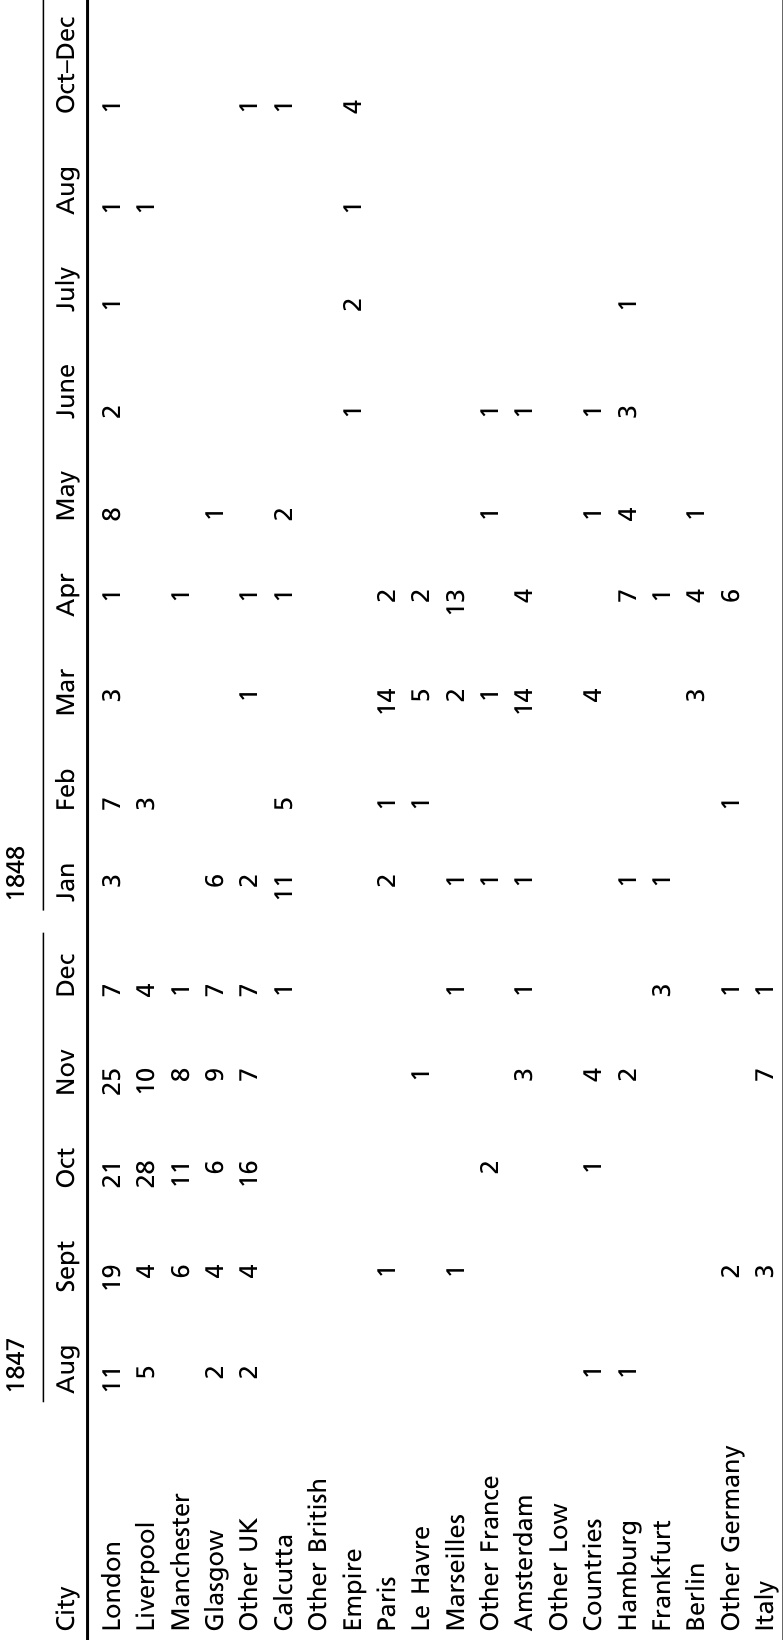 1847 1848
City Aug Sept Oct Nov Dec Jan Feb Mar Apr May June July Aug Oct–Dec
London 11 19 21 25 7 3 7 3 1 8 2 1 1 1
Liverpool 5 4 28 10 4 3 1
Manchester 6 11 8 1 1
Glasgow 2 4 6 9 7 6 1
Other UK 2 4 16 7 7 2 1 1 1
Calcutta 1 11 5 1 2 1
Other British
Empire 1 2 1 4
Paris 1 2 1 14 2
Le Havre 1 1 5 2
Marseilles 1 1 1 2 13
Other France 2 1 1 1 1
Amsterdam 3 1 1 14 4 1
Other Low
Countries 1 1 4 4 1 1
Hamburg 1 2 1 7 4 3 1
Frankfurt 3 1 1
Berlin 3 4 1
Other Germany 2 1 1 6
Italy 3 7 1